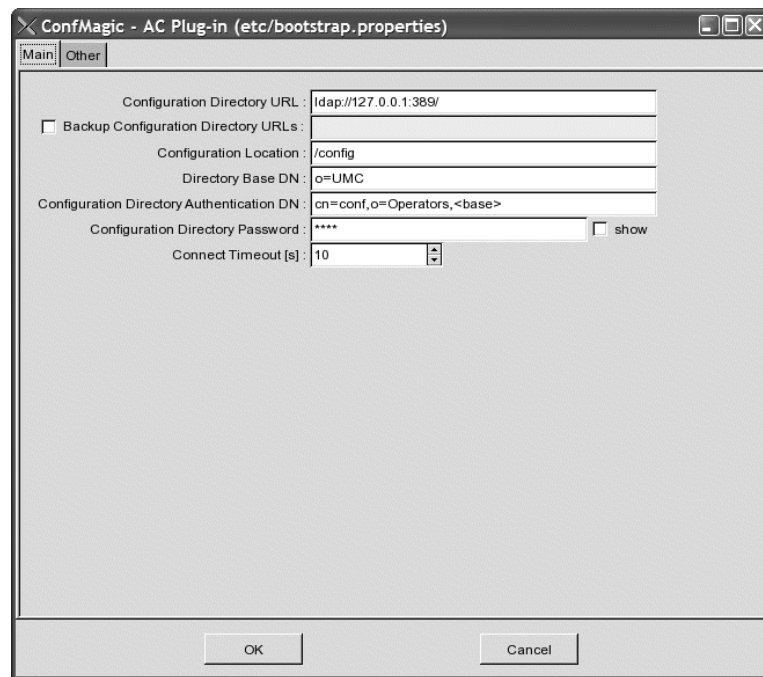 ConfMagic - AC Plug-in (etc/bootstrap.properties)
Main Other
Configuration Directory URL : ldap://127.0.0.1:389/
Backup Configuration Directory URLs :
Configuration Location : /config
Directory Base DN : o=UMC
Configuration Directory Authentication DN : cn=conf,o=Operators,<base>
Configuration Directory Password : **** show
Connect Timeout [s] : 10
OK Cancel